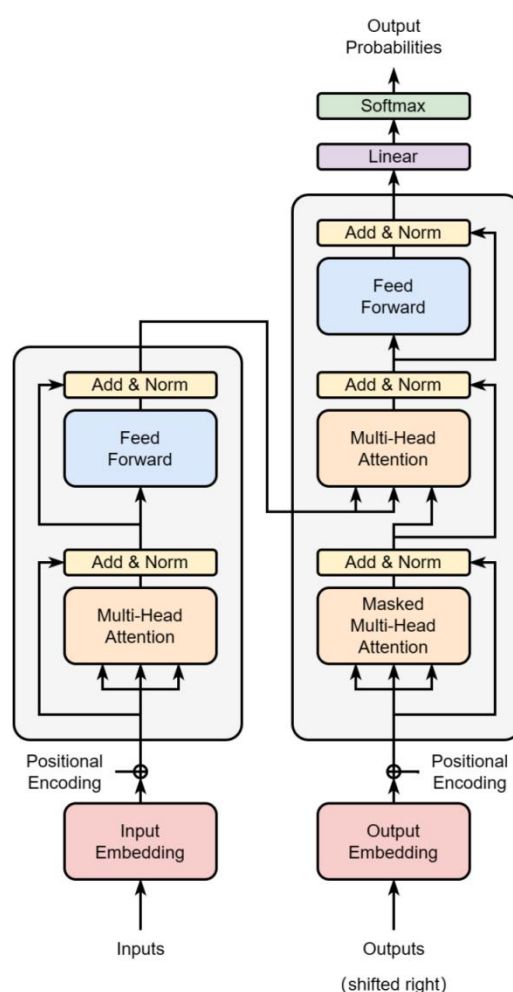 Output
Probabilities
Softmax
Linear
Add & Norm
Feed
Forward
Add & Norm
Multi-Head
Attention
Add & Norm
Masked
Multi-Head
Attention
Add & Norm
Feed
Forward
Add & Norm
Multi-Head
Attention
Positional
Encoding
Positional
Encoding
Input
Embedding
Output
Embedding
Inputs
Outputs
(shifted right)